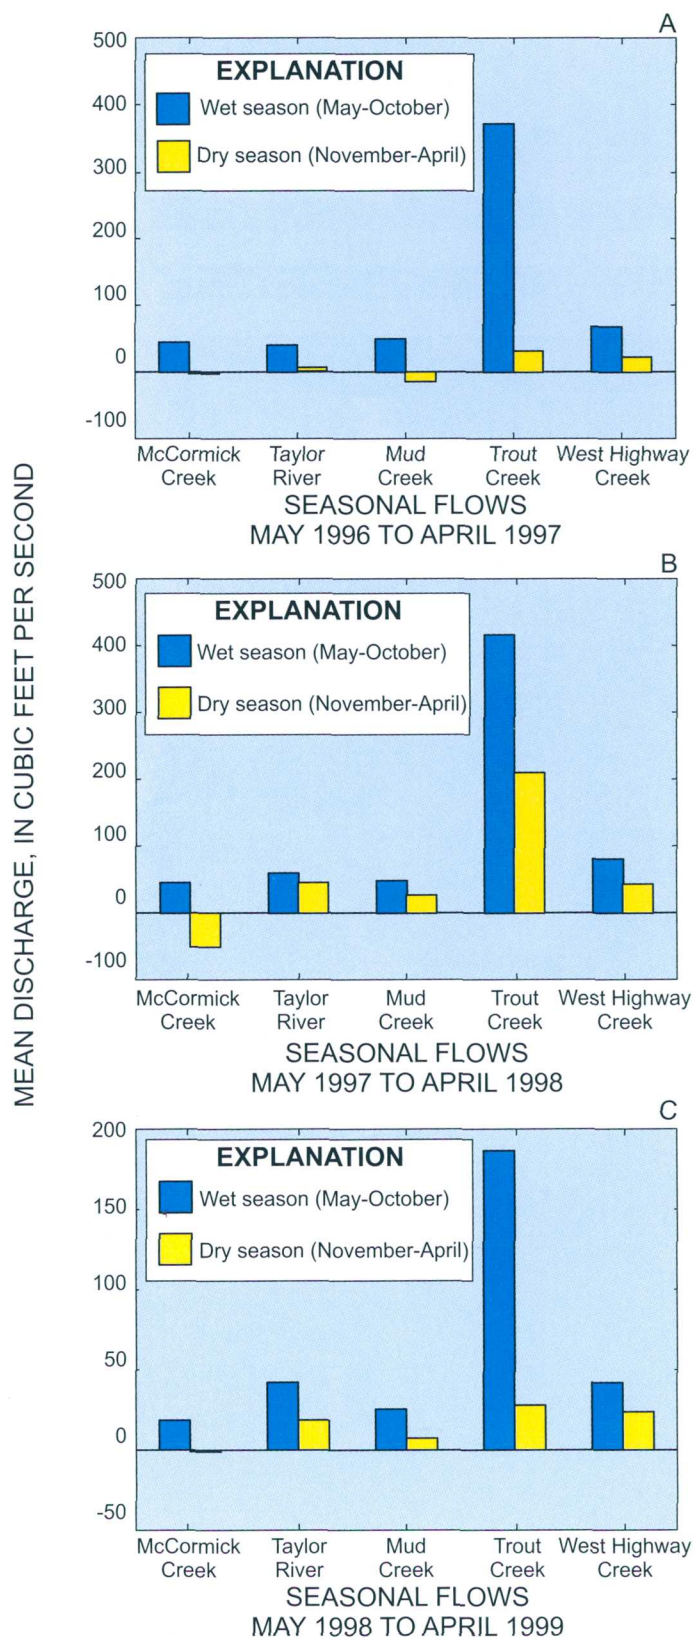 MEAN DISCHARGE, IN CUBIC FEET PER SECOND
A
500
400
300
200
100
0
-100
EXPLANATION
Wet season (May-October)
Dry season (November-April)
McCormick Creek
Taylor River
Mud Creek
Trout Creek
West Highway Creek
SEASONAL FLOWS
MAY 1996 TO APRIL 1997
B
500
400
300
200
100
0
-100
EXPLANATION
Wet season (May-October)
Dry season (November-April)
McCormick Creek
Taylor River
Mud Creek
Trout Creek
West Highway Creek
SEASONAL FLOWS
MAY 1997 TO APRIL 1998
C
200
150
100
50
0
-50
EXPLANATION
Wet season (May-October)
Dry season (November-April)
McCormick Creek
Taylor River
Mud Creek
Trout Creek
West Highway Creek
SEASONAL FLOWS
MAY 1998 TO APRIL 1999